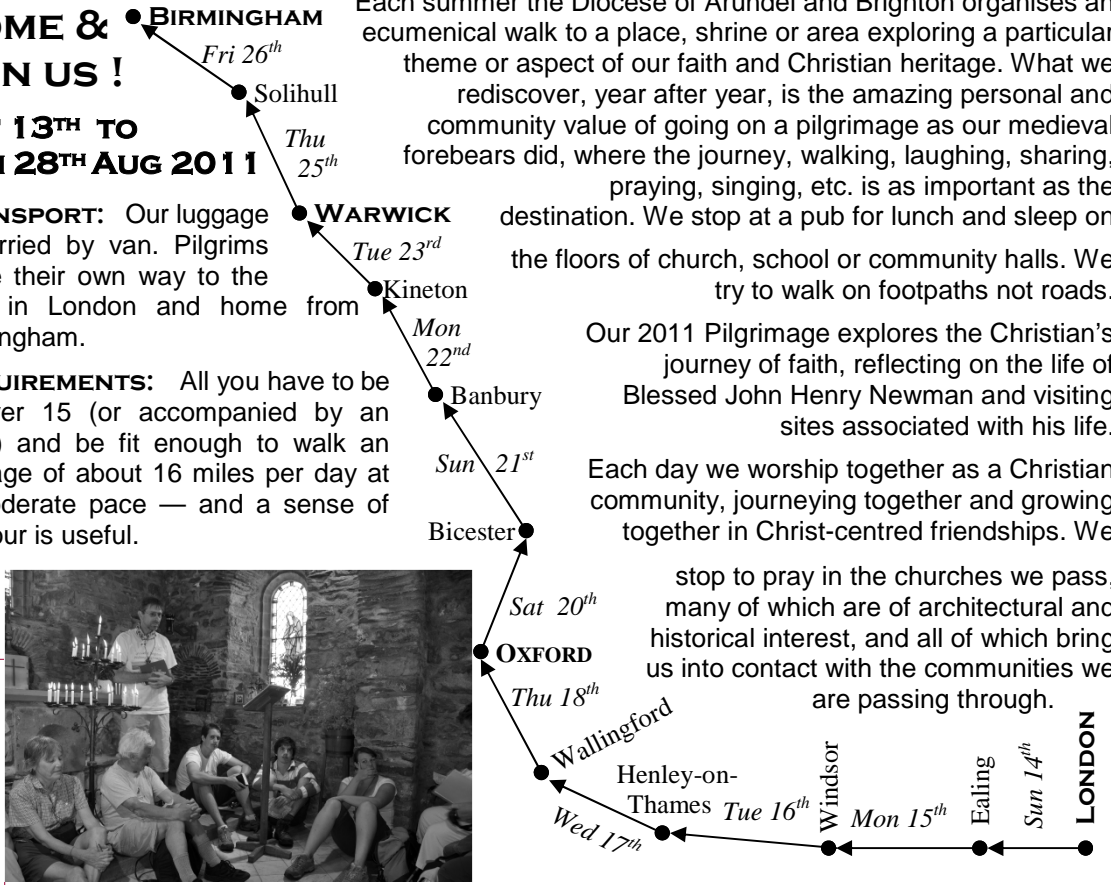 OME &
N US !
13TH TO
28TH AUG 2011
NSPORT: Our luggage
rried by van. Pilgrims
e their own way to the
in London and home from
ngham.
UIREMENTS: All you have to be
er 15 (or accompanied by an
) and be fit enough to walk an
age of about 16 miles per day at
oderate pace — and a sense of
our is useful.
Each summer the Diocese of Arundel and Brighton organises an
ecumenical walk to a place, shrine or area exploring a particular
theme or aspect of our faith and Christian heritage. What we
rediscover, year after year, is the amazing personal and
community value of going on a pilgrimage as our medieval
forebears did, where the journey, walking, laughing, sharing,
praying, singing, etc. is as important as the
destination. We stop at a pub for lunch and sleep on
the floors of church, school or community halls. We
try to walk on footpaths not roads.
Our 2011 Pilgrimage explores the Christian's
journey of faith, reflecting on the life of
Blessed John Henry Newman and visiting
sites associated with his life.
Each day we worship together as a Christian
community, journeying together and growing
together in Christ-centred friendships. We
stop to pray in the churches we pass,
many of which are of architectural and
historical interest, and all of which bring
us into contact with the communities we
are passing through.
BIRMINGHAM
Fri 26th
Solihull
Thu
25th
WARWICK
Tue 23rd
Kineton
Mon
22nd
Banbury
Sun 21st
Bicester
Sat 20th
OXFORD
Thu 18th
Wallingford
Wed 17th
Henley-on-
Thames
Tue 16th
Windsor
Mon 15th
Ealing
Sun 14th
LONDON